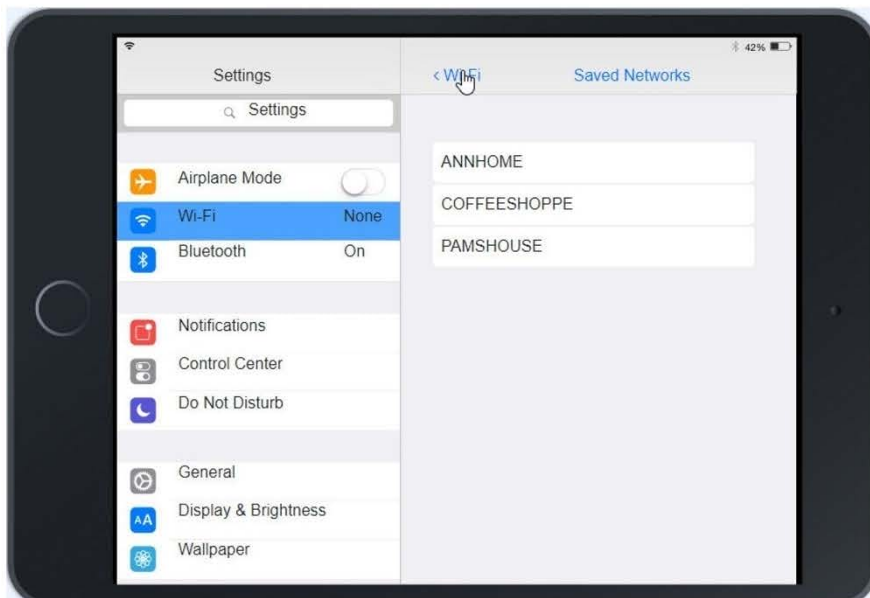 42%
Settings
< Wi-Fi Saved Networks
Settings
Airplane Mode
Wi-Fi None
Bluetooth On
Notifications
Control Center
Do Not Disturb
General
AA Display & Brightness
Wallpaper
ANNHOME
COFFEESHOPPE
PAMSHOUSE